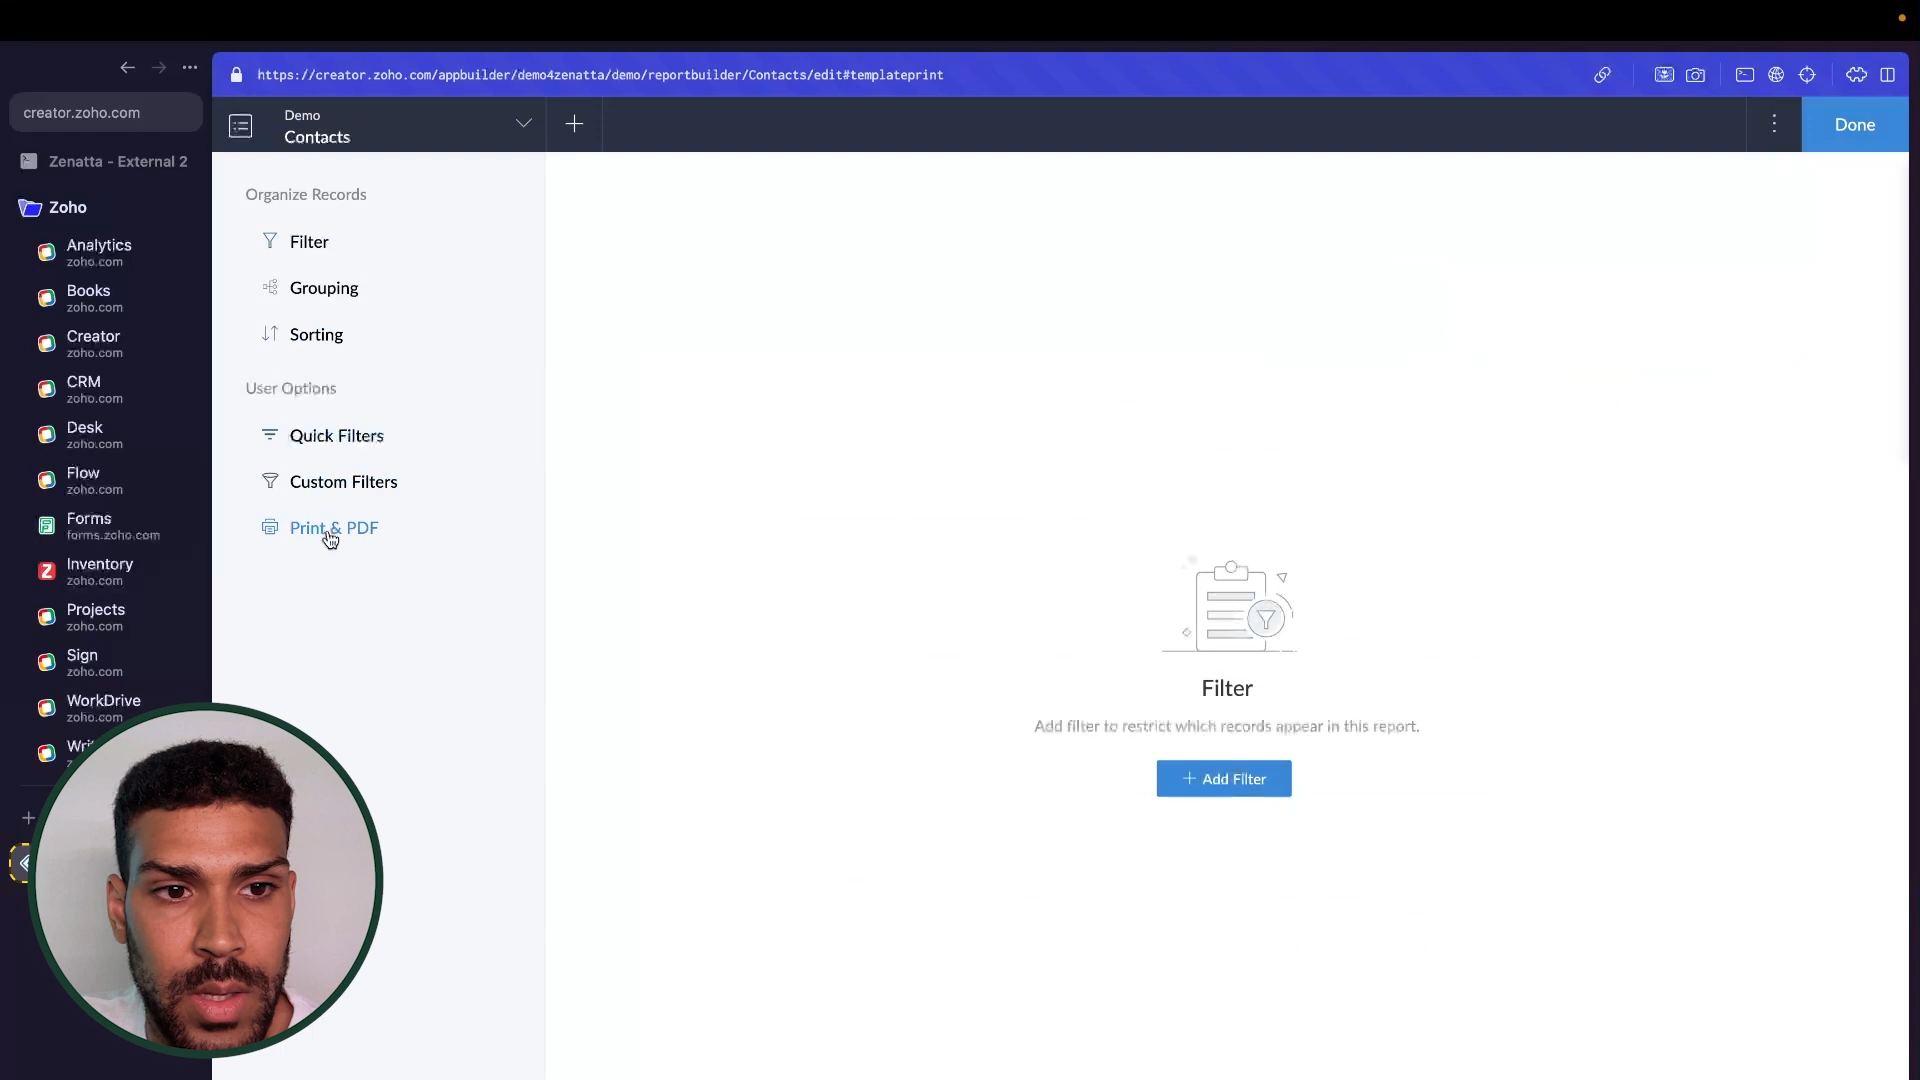 https://creator.zoho.com/appbuilder/demo4zenatta/demo/reportbuilder/Contacts/edit#templateprint
creator.zoho.com
Zenatta - External 2
Zoho
Analytics
zoho.com
Books
zoho.com
Creator
zoho.com
CRM
zoho.com
Desk
zoho.com
Flow
zoho.com
Forms
forms.zoho.com
Inventory
zoho.com
Projects
zoho.com
Sign
zoho.com
WorkDrive
zoho.com
Demo
Contacts
Done
Organize Records
Filter
Grouping
Sorting
User Options
Quick Filters
Custom Filters
Print & PDF
Filter
Add filter to restrict which records appear in this report.
+ Add Filter